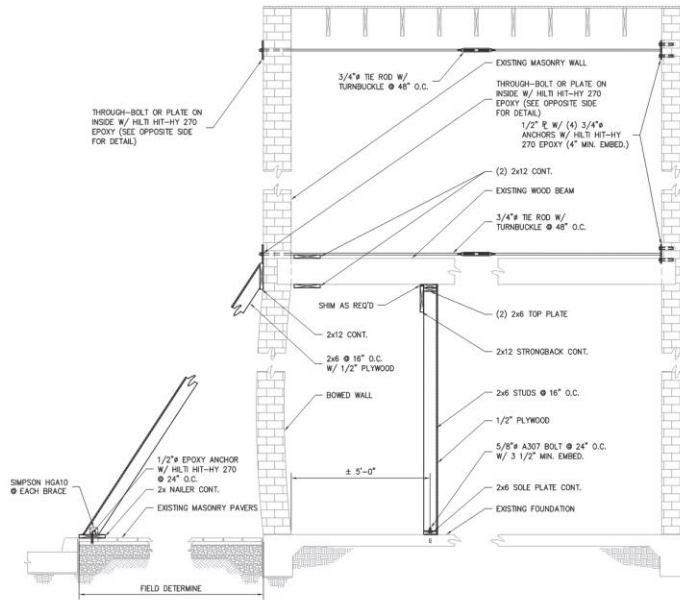 3/4"ø TIE ROD W/
TURNBUCKLE @ 48" O.C.
EXISTING MASONRY WALL
THROUGH-BOLT OR PLATE ON
INSIDE W/ HILTI HIT-HY 270
EPOXY (SEE OPPOSITE SIDE
FOR DETAIL)
THROUGH-BOLT OR PLATE ON
INSIDE W/ HILTI HIT-HY 270
EPOXY (SEE OPPOSITE SIDE
FOR DETAIL)
1/2" ⅊ W/ (4) 3/4"ø
ANCHORS W/ HILTI HIT-HY
270 EPOXY (4" MIN. EMBED.)
(2) 2x12 CONT.
EXISTING WOOD BEAM
3/4"ø TIE ROD W/
TURNBUCKLE @ 48" O.C.
SHIM AS REQ'D
(2) 2x6 TOP PLATE
2x12 CONT.
2x12 STRONGBACK CONT.
2x6 @ 16" O.C.
W/ 1/2" PLYWOOD
BOWED WALL
2x6 STUDS @ 16" O.C.
1/2" PLYWOOD
5/8"ø A307 BOLT @ 24" O.C.
W/ 3 1/2" MIN. EMBED.
1/2"ø EPOXY ANCHOR
W/ HILTI HIT-HY 270
@ 24" O.C.
SIMPSON HGA10
@ EACH BRACE
2x NAILER CONT.
± 5'-0"
2x6 SOLE PLATE CONT.
EXISTING MASONRY PAVERS
EXISTING FOUNDATION
FIELD DETERMINE